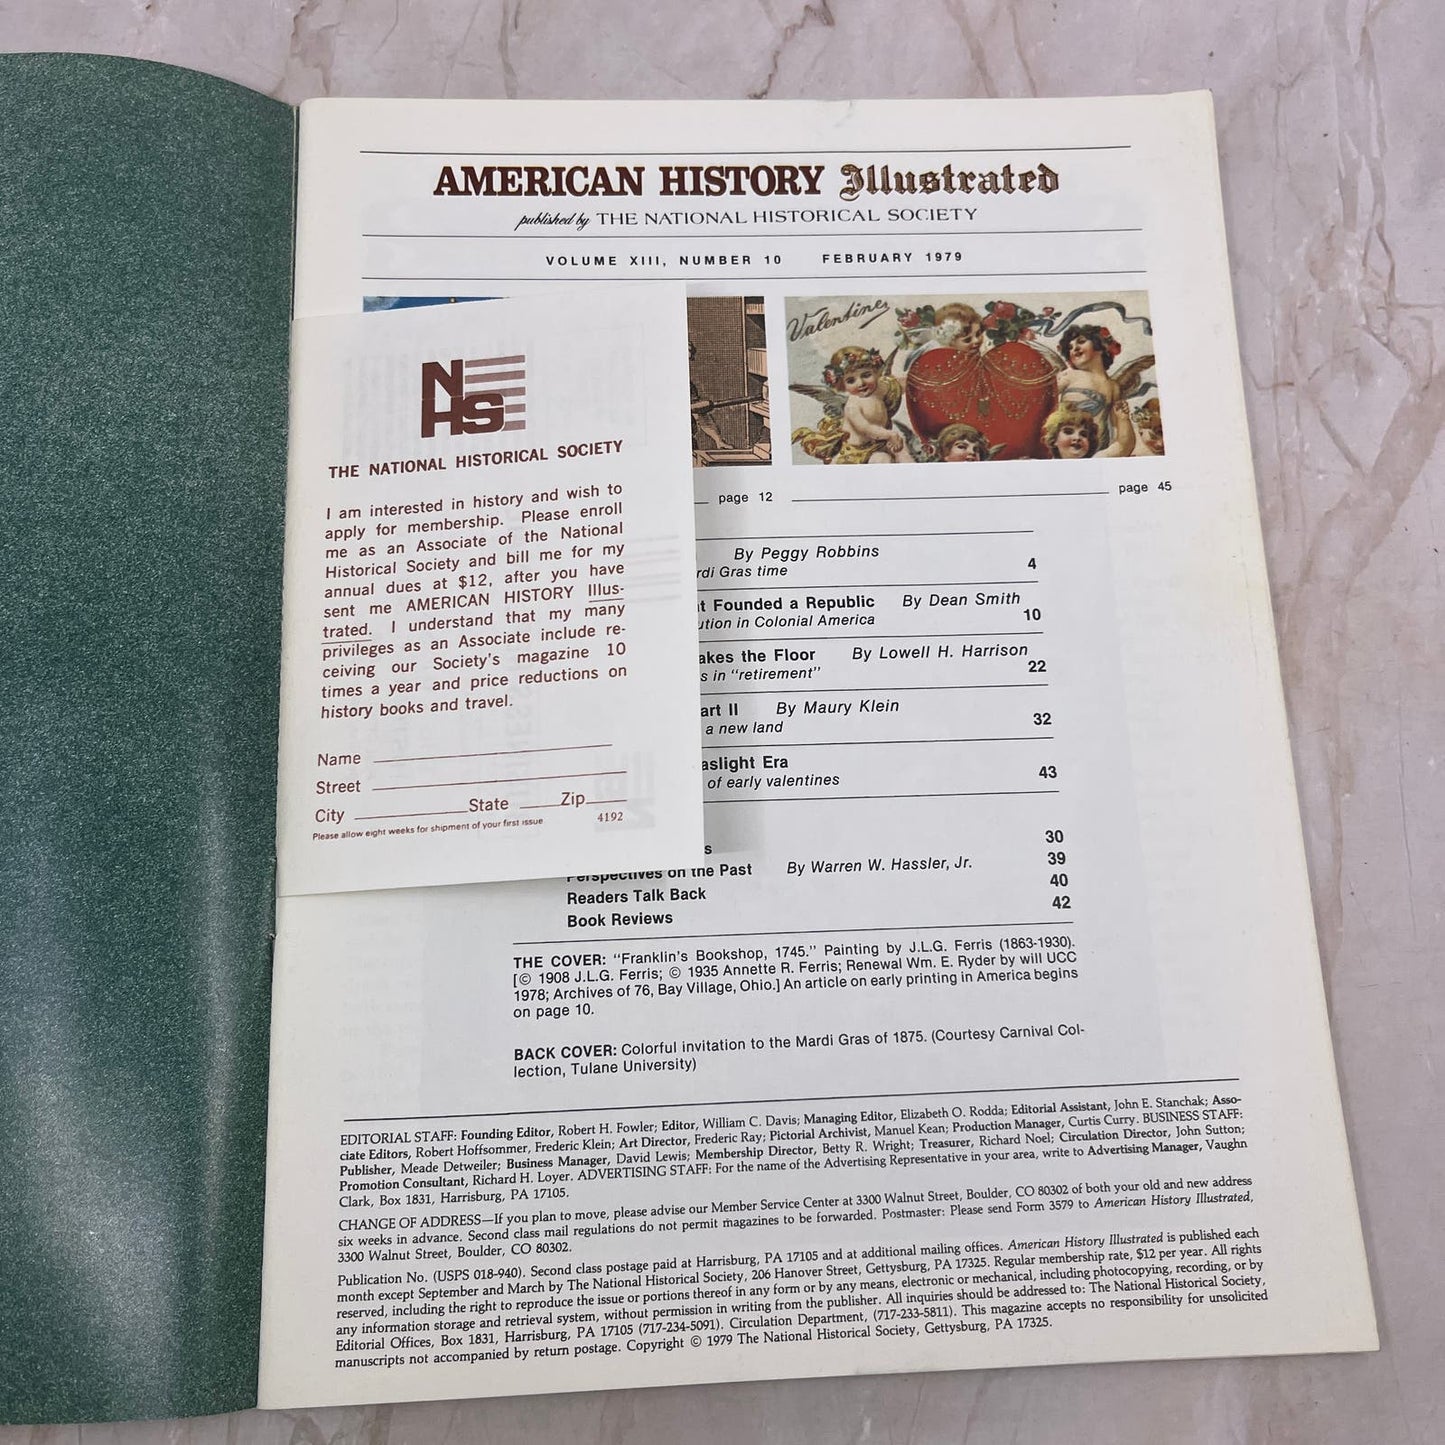 AMERICAN HISTORY Illustrated
published by THE NATIONAL HISTORICAL SOCIETY
VOLUME XIII, NUMBER 10 FEBRUARY 1979
Valentine
page 12
page 45
NHS
THE NATIONAL HISTORICAL SOCIETY
I am interested in history and wish to
apply for membership. Please enroll
me as an Associate of the National
Historical Society and bill me for my
annual dues at $12, after you have
sent me AMERICAN HISTORY Illus-
trated. I understand that my many
privileges as an Associate include re-
ceiving our Society's magazine 10
times a year and price reductions on
history books and travel.
Name
Street
City State Zip
Please allow eight weeks for shipment of your first issue 4192
By Peggy Robbins
rdi Gras time 4
t Founded a Republic By Dean Smith
ution in Colonial America 10
akes the Floor By Lowell H. Harrison
s in "retirement" 22
art II By Maury Klein
a new land 32
aslight Era
of early valentines 43
s 30
Perspectives on the Past By Warren W. Hassler, Jr. 39
Readers Talk Back 40
Book Reviews 42
THE COVER: "Franklin's Bookshop, 1745." Painting by J.L.G. Ferris (1863-1930).
[© 1908 J.L.G. Ferris; © 1935 Annette R. Ferris; Renewal Wm. E. Ryder by will UCC
1978; Archives of 76, Bay Village, Ohio.] An article on early printing in America begins
on page 10.
BACK COVER: Colorful invitation to the Mardi Gras of 1875. (Courtesy Carnival Col-
lection, Tulane University)
EDITORIAL STAFF: Founding Editor, Robert H. Fowler; Editor, William C. Davis; Managing Editor, Elizabeth O. Rodda; Editorial Assistant, John E. Stanchak; Asso-
ciate Editors, Robert Hoffsommer, Frederic Klein; Art Director, Frederic Ray; Pictorial Archivist, Manuel Kean; Production Manager, Curtis Curry. BUSINESS STAFF:
Publisher, Meade Detweiler; Business Manager, David Lewis; Membership Director, Betty R. Wright; Treasurer, Richard Noel; Circulation Director, John Sutton;
Promotion Consultant, Richard H. Loyer. ADVERTISING STAFF: For the name of the Advertising Representative in your area, write to Advertising Manager, Vaughn
Clark, Box 1831, Harrisburg, PA 17105.
CHANGE OF ADDRESS—If you plan to move, please advise our Member Service Center at 3300 Walnut Street, Boulder, CO 80302 of both your old and new address
six weeks in advance. Second class mail regulations do not permit magazines to be forwarded. Postmaster: Please send Form 3579 to American History Illustrated,
3300 Walnut Street, Boulder, CO 80302.
Publication No. (USPS 018-940). Second class postage paid at Harrisburg, PA 17105 and at additional mailing offices. American History Illustrated is published each
month except September and March by The National Historical Society, 206 Hanover Street, Gettysburg, PA 17325. Regular membership rate, $12 per year. All rights
reserved, including the right to reproduce the issue or portions thereof in any form or by any means, electronic or mechanical, including photocopying, recording, or by
any information storage and retrieval system, without permission in writing from the publisher. All inquiries should be addressed to: The National Historical Society,
Editorial Offices, Box 1831, Harrisburg, PA 17105 (717-234-5091). Circulation Department, (717-233-5811). This magazine accepts no responsibility for unsolicited
manuscripts not accompanied by return postage. Copyright © 1979 The National Historical Society, Gettysburg, PA 17325.